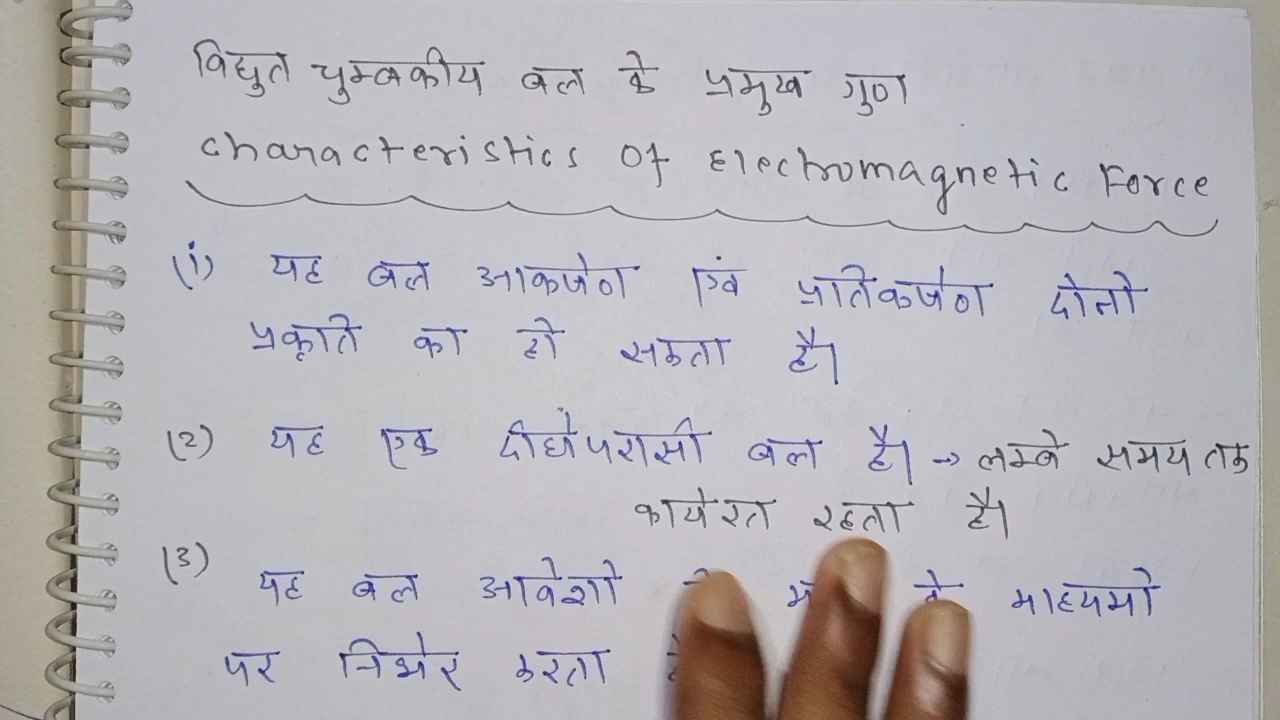 विद्युत चुम्बकीय बल के प्रमुख गुण
characteristics of Electromagnetic Force
(1) यह बल आकर्षण एवं प्रतिकर्षण दोनो
प्रकृति का हो सकता है।
(2) यह एक दीर्घपरासी बल है। → लम्बे समय तक
कार्यरत रहता है।
(3) यह बल आवेशो के माध्यमो
पर निर्भर करता